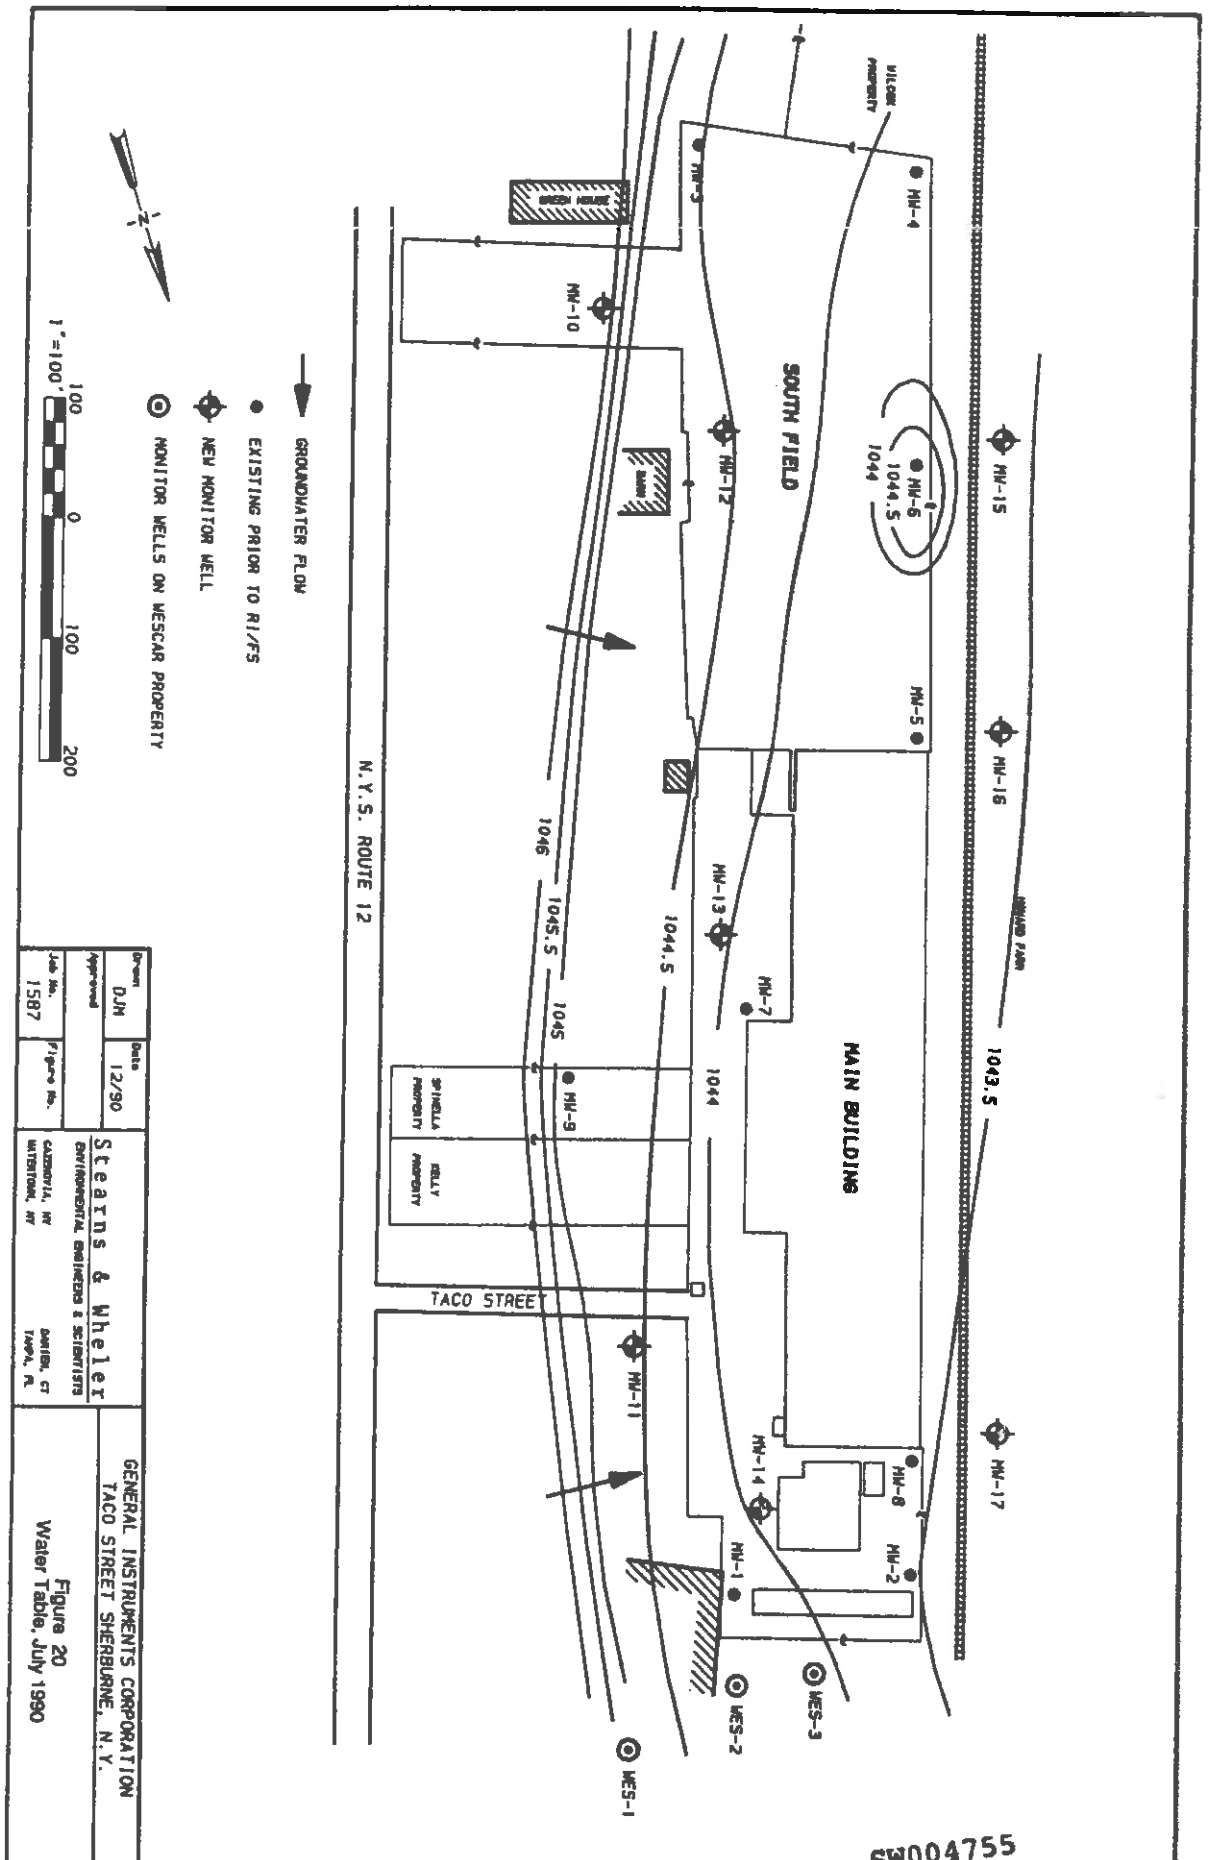 WILCOX
PROPERTY
MW-4
MW-3
GREEN HOUSE
N
MW-10
SOUTH FIELD
MW-12
BARN
1044
1044.5
MW-6
MW-15
MW-5
MW-16
1"=100'
100
0
100
200
GROUNDWATER FLOW
EXISTING PRIOR TO RI/FS
NEW MONITOR WELL
MONITOR WELLS ON WESCAR PROPERTY
N.Y.S. ROUTE 12
1046
1045.5
1045
1044.5
MW-13
MW-7
1044
MAIN BUILDING
FARM
1043.5
MW-9
SPINELLA
PROPERTY
KELLY
PROPERTY
TACO STREET
MW-11
MW-14
MW-8
MW-17
MW-2
MW-1
WES-3
WES-2
WES-1
Drawn
DJM
Date
12/90
Approved
Job No.
1587
Figure No.
Stearns & Wheler
ENVIRONMENTAL ENGINEERS & SCIENTISTS
CAZENOVIA, NY
DARIEN, CT
WATERTOWN, NY
TAMPA, FL
GENERAL INSTRUMENTS CORPORATION
TACO STREET SHERBURNE, N.Y.
Figure 20
Water Table, July 1990
004755